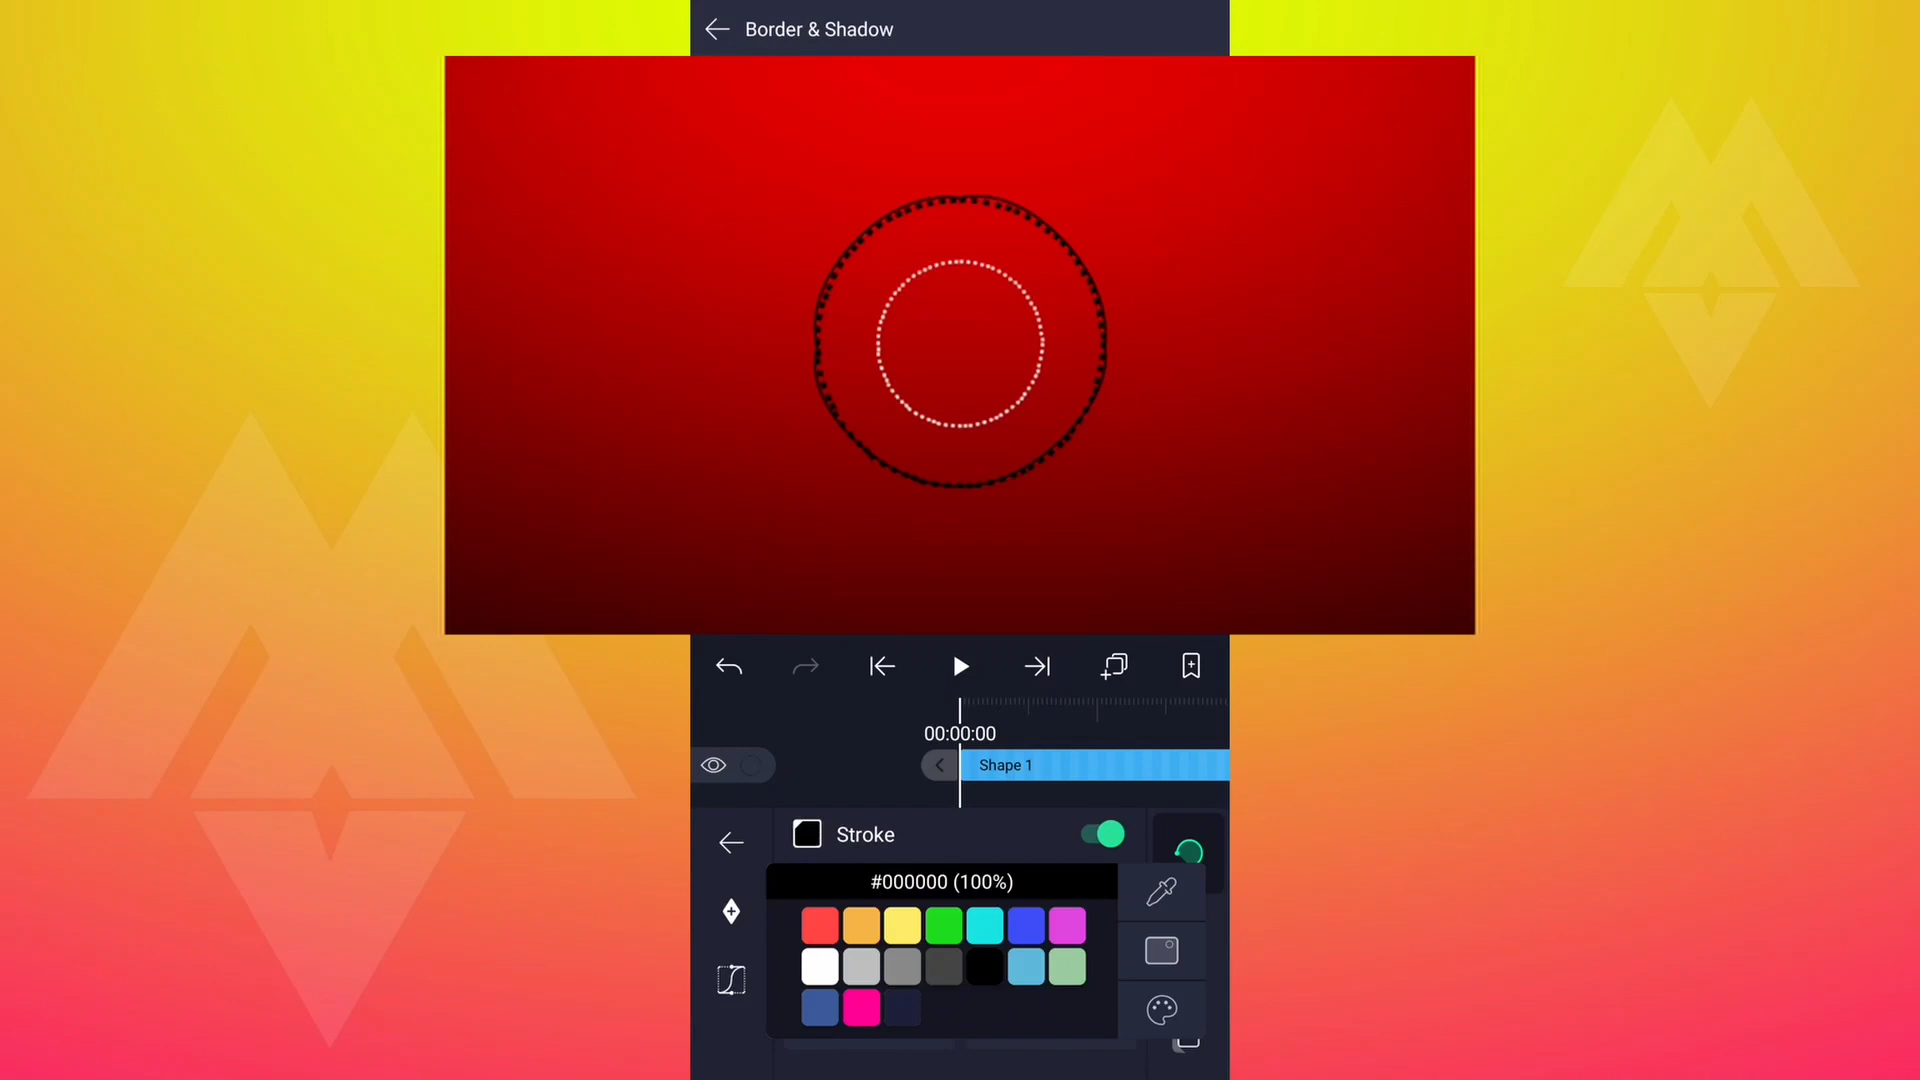 Border & Shadow
00:00:00
Shape 1
Stroke
#000000 (100%)